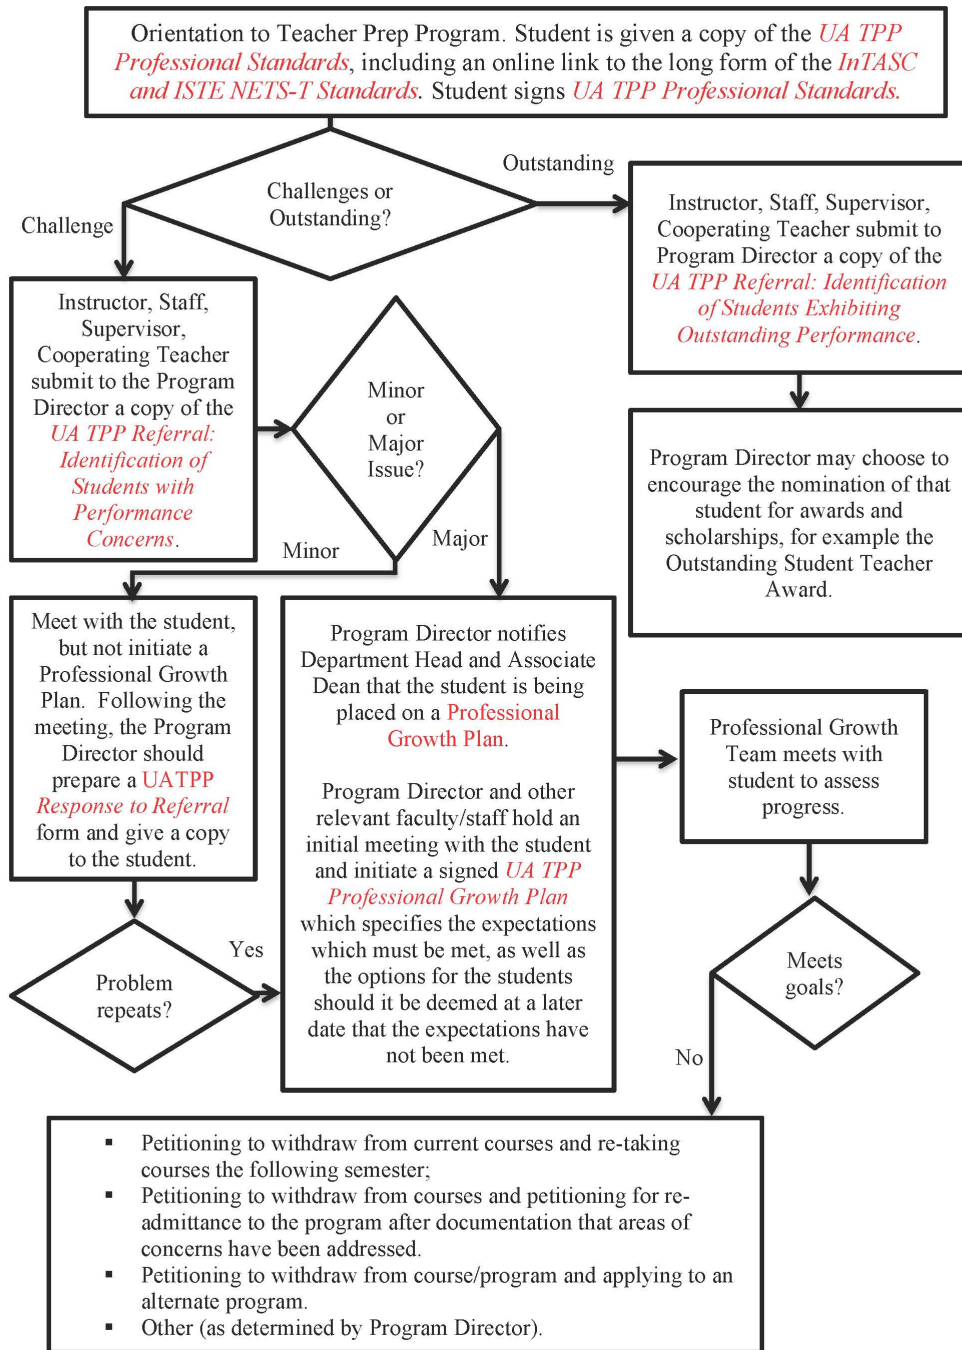 Orientation to Teacher Prep Program. Student is given a copy of the UA TPP
Professional Standards, including an online link to the long form of the InTASC
and ISTE NETS-T Standards. Student signs UA TPP Professional Standards.
Challenges or
Outstanding?
Outstanding
Challenge
Instructor, Staff, Supervisor,
Cooperating Teacher submit to
Program Director a copy of the
UA TPP Referral: Identification
of Students Exhibiting
Outstanding Performance.
Instructor, Staff,
Supervisor,
Cooperating Teacher
submit to the Program
Director a copy of the
UA TPP Referral:
Identification of
Students with
Performance
Concerns.
Minor
or
Major
Issue?
Program Director may choose to
encourage the nomination of that
student for awards and
scholarships, for example the
Outstanding Student Teacher
Award.
Minor
Major
Meet with the student,
but not initiate a
Professional Growth
Plan. Following the
meeting, the Program
Director should
prepare a UATPP
Response to Referral
form and give a copy
to the student.
Program Director notifies
Department Head and Associate
Dean that the student is being
placed on a Professional
Growth Plan.
Program Director and other
relevant faculty/staff hold an
initial meeting with the student
and initiate a signed UA TPP
Professional Growth Plan
which specifies the expectations
which must be met, as well as
the options for the students
should it be deemed at a later
date that the expectations have
not been met.
Professional Growth
Team meets with
student to assess
progress.
Problem
repeats?
Yes
Meets
goals?
No
▪ Petitioning to withdraw from current courses and re-taking
courses the following semester;
▪ Petitioning to withdraw from courses and petitioning for re-
admittance to the program after documentation that areas of
concerns have been addressed.
▪ Petitioning to withdraw from course/program and applying to an
alternate program.
▪ Other (as determined by Program Director).